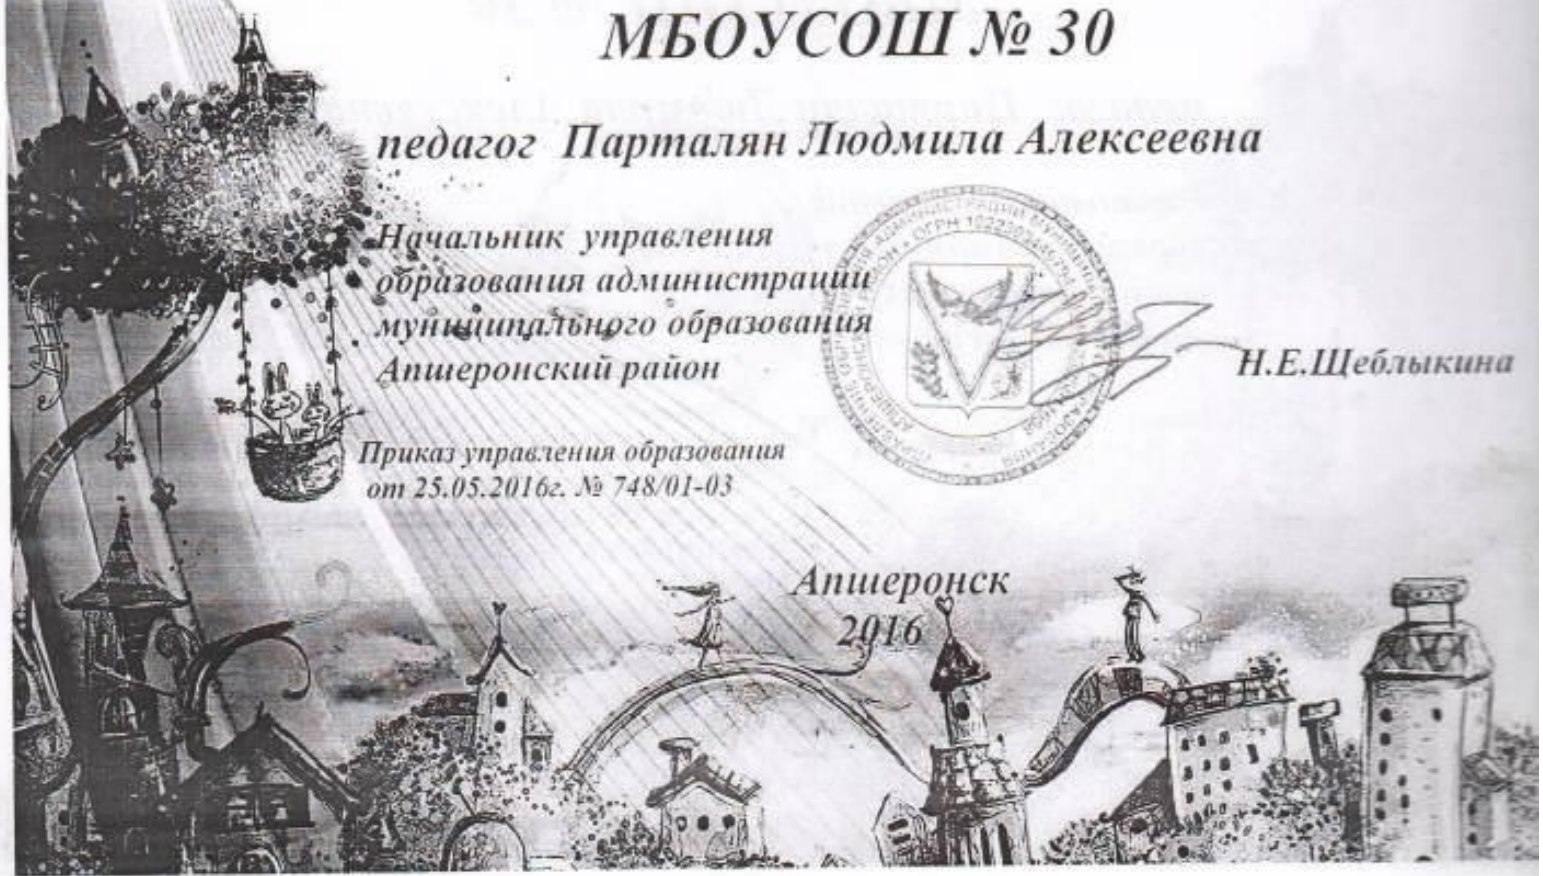 МБОУСОШ № 30
педагог Парталян Людмила Алексеевна
Начальник управления
образования администрации
муниципального образования
Апшеронский район
Н.Е.Щеблыкина
Приказ управления образования
от 25.05.2016г. № 748/01-03
Апшеронск
2016